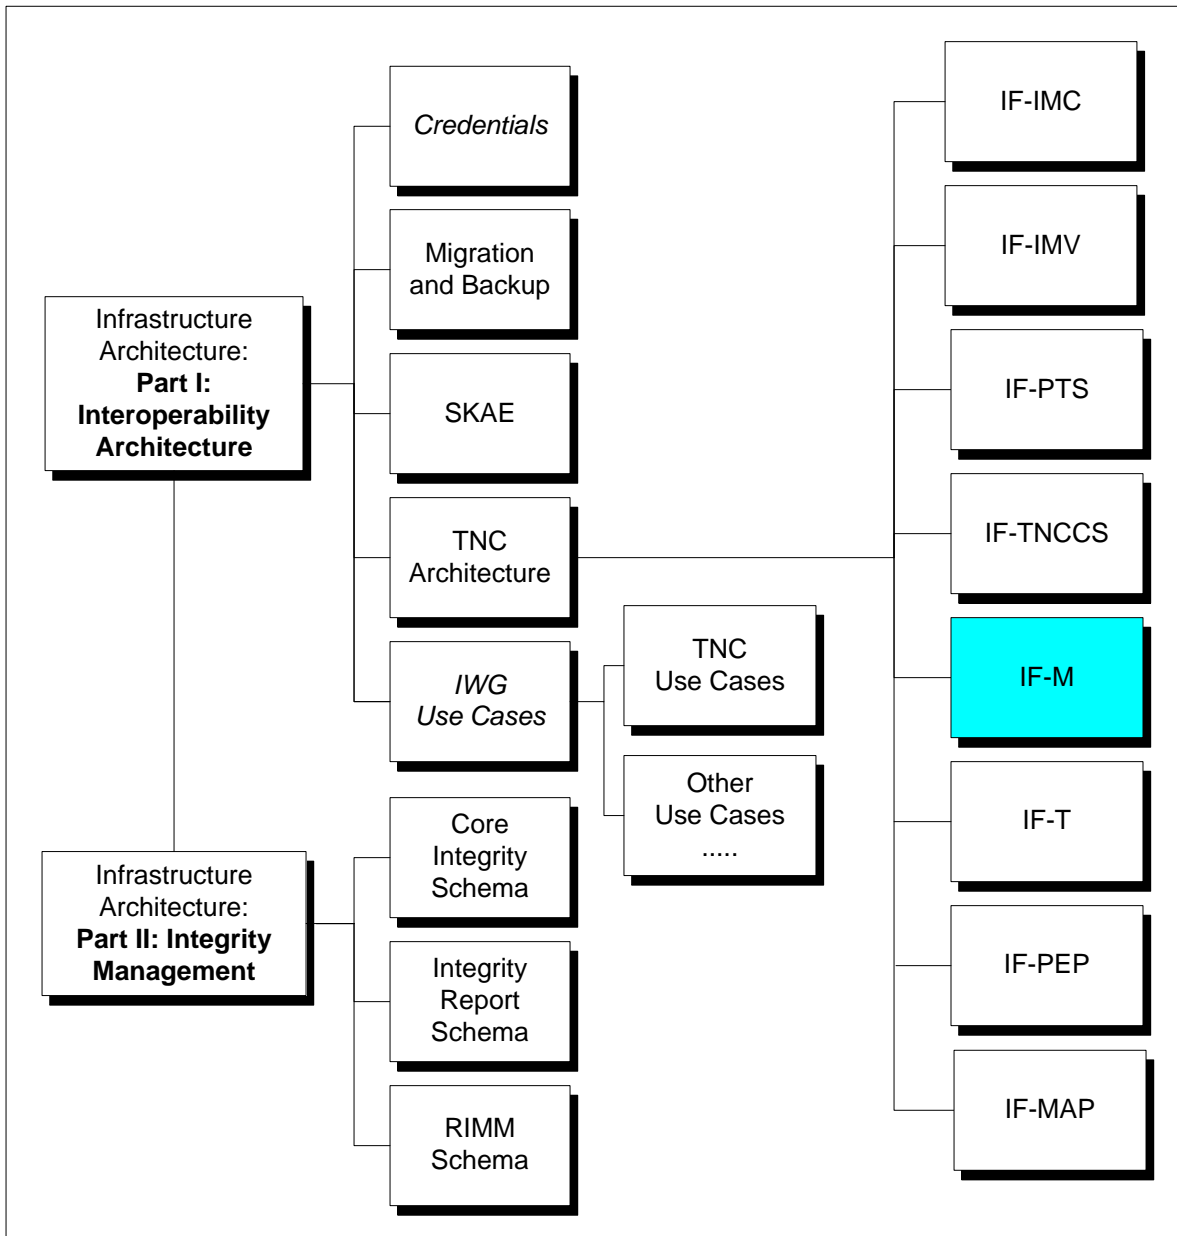 Infrastructure
Architecture:
Part I:
Interoperability
Architecture
Infrastructure
Architecture:
Part II: Integrity
Management
Credentials
Migration
and Backup
SKAE
TNC
Architecture
IWG
Use Cases
Core
Integrity
Schema
Integrity
Report
Schema
RIMM
Schema
TNC
Use Cases
Other
Use Cases
.....
IF-IMC
IF-IMV
IF-PTS
IF-TNCCS
IF-M
IF-T
IF-PEP
IF-MAP